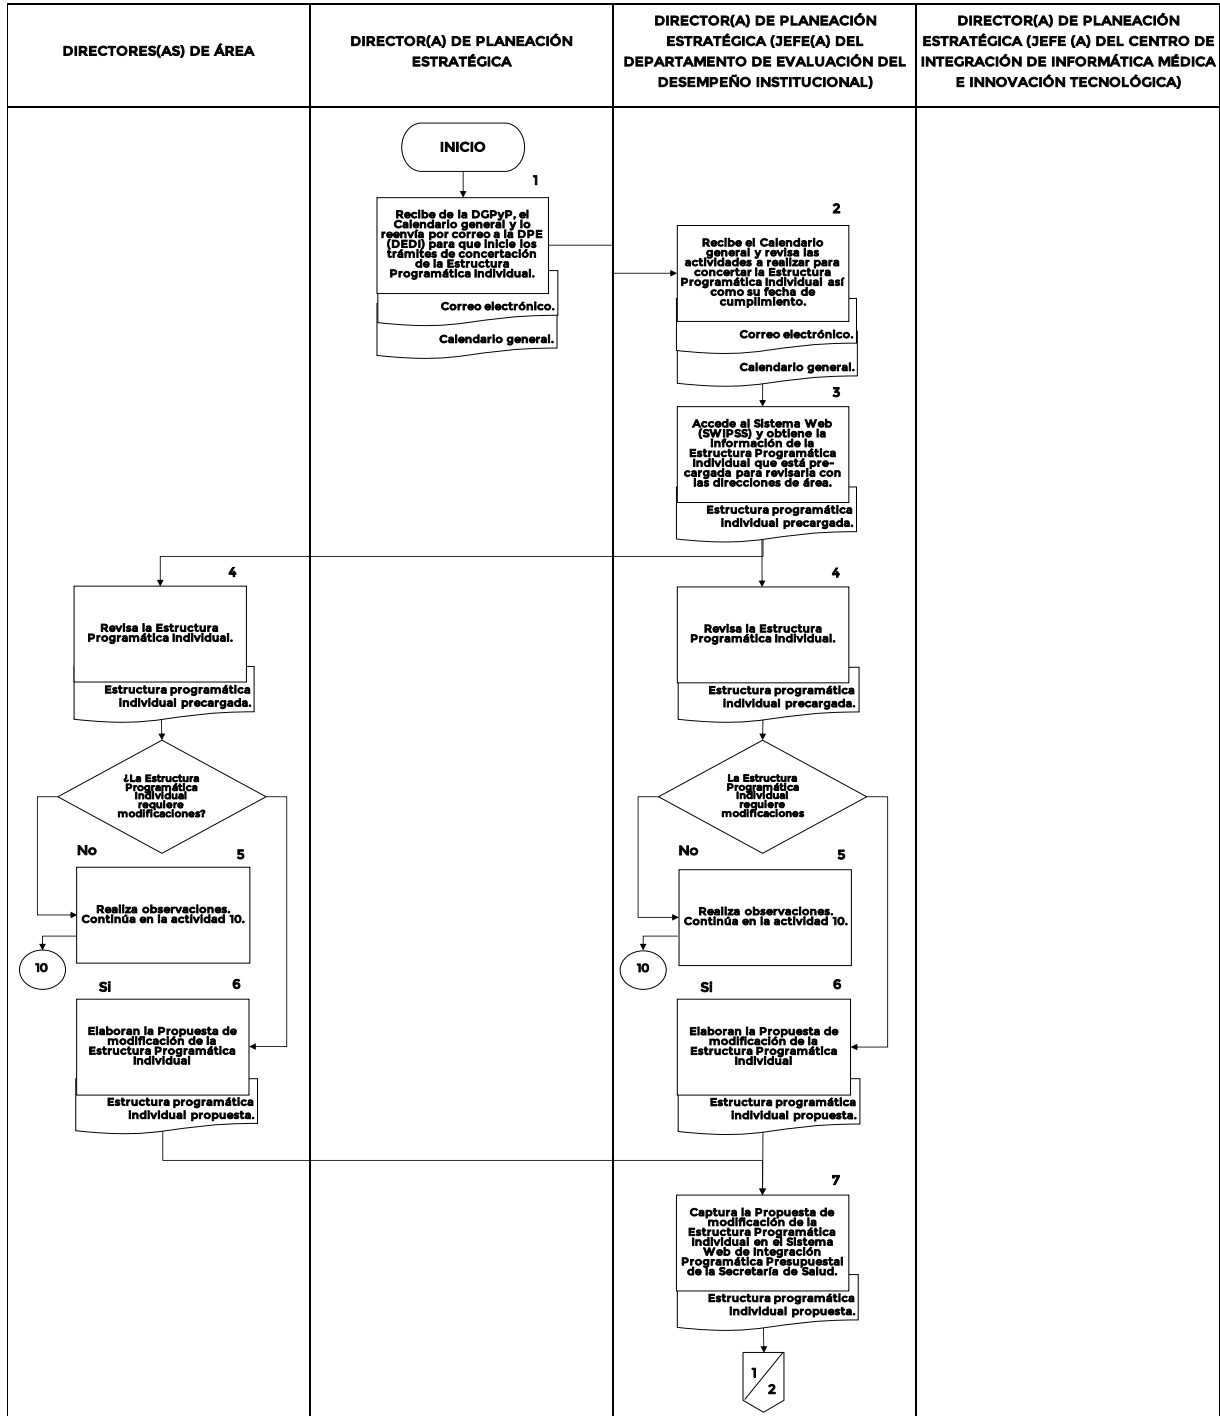 DIRECTORES(AS) DE ÁREA
DIRECTOR(A) DE PLANEACIÓN
ESTRATÉGICA
DIRECTOR(A) DE PLANEACIÓN
ESTRATÉGICA (JEFE(A) DEL
DEPARTAMENTO DE EVALUACIÓN DEL
DESEMPEÑO INSTITUCIONAL)
DIRECTOR(A) DE PLANEACIÓN
ESTRATÉGICA (JEFE (A) DEL CENTRO DE
INTEGRACIÓN DE INFORMÁTICA MÉDICA
E INNOVACIÓN TECNOLÓGICA)
INICIO
1
Recibe de la DGPyP, el
Calendario general y lo
reenvía por correo a la DPE
(DEDI) para que inicie los
trámites de concertación
de la Estructura
Programática Individual.
Correo electrónico.
Calendario general.
2
Recibe el Calendario
general y revisa las
actividades a realizar para
concertar la Estructura
Programática Individual así
como su fecha de
cumplimiento.
Correo electrónico.
Calendario general.
3
Accede al Sistema Web
(SWIPSS) y obtiene la
información de la
Estructura Programática
Individual que está pre-
cargada para revisarla con
las direcciones de área.
Estructura programática
individual precargada.
4
Revisa la Estructura
Programática Individual.
Estructura programática
individual precargada.
4
Revisa la Estructura
Programática Individual.
Estructura programática
individual precargada.
¿La Estructura
Programática
Individual
requiere
modificaciones?
La Estructura
Programática
Individual
requiere
modificaciones
No
5
Realiza observaciones.
Continúa en la actividad 10.
10
No
5
Realiza observaciones.
Continúa en la actividad 10.
10
Si
6
Elaboran la Propuesta de
modificación de la
Estructura Programática
Individual
Estructura programática
individual propuesta.
Si
6
Elaboran la Propuesta de
modificación de la
Estructura Programática
Individual
Estructura programática
individual propuesta.
7
Captura la Propuesta de
modificación de la
Estructura Programática
Individual en el Sistema
Web de Integración
Programática Presupuestal
de la Secretaría de Salud.
Estructura programática
individual propuesta.
1
2